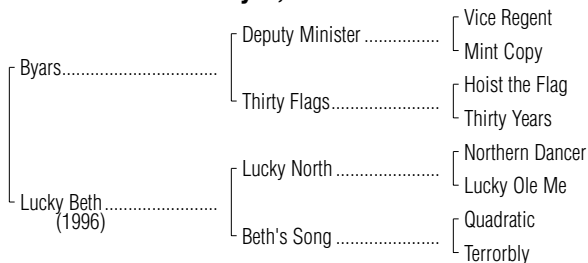 Vice Regent
Deputy Minister ..................
Mint Copy
Byars.....................................
Hoist the Flag
Thirty Flags..........................
Thirty Years
Northern Dancer
Lucky North .........................
Lucky Ole Me
Lucky Beth...........................
(1996)
Quadratic
Beth's Song .........................
Terrorbly